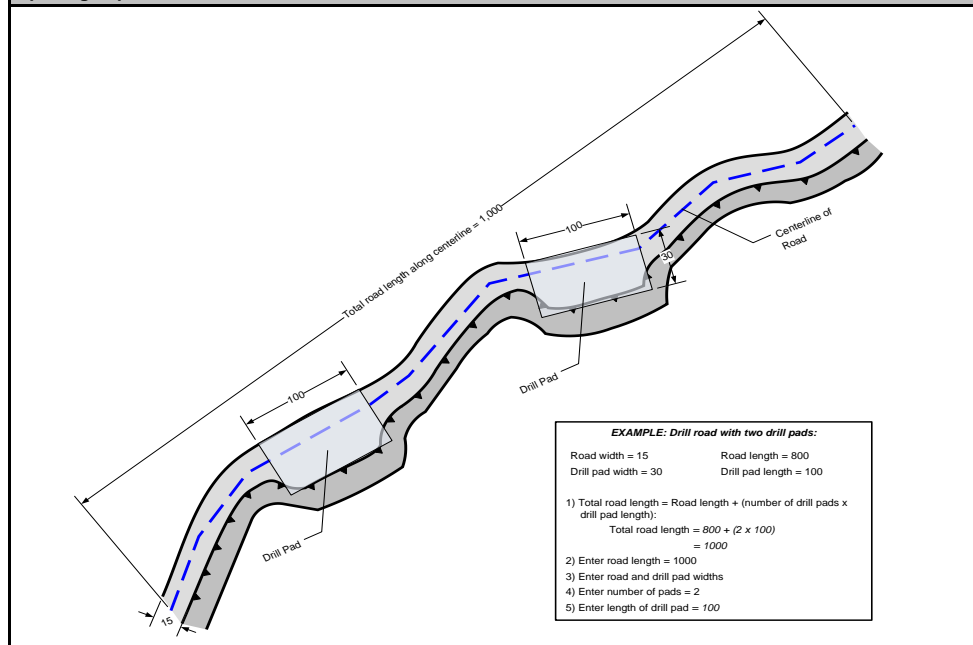 Total road length along centerline = 1,000
100
30
Centerline of
Road
Drill Pad
100
Drill Pad
15
EXAMPLE: Drill road with two drill pads:
Road width = 15 Road length = 800
Drill pad width = 30 Drill pad length = 100
1) Total road length = Road length + (number of drill pads x
drill pad length):
Total road length = 800 + (2 x 100)
= 1000
2) Enter road length = 1000
3) Enter road and drill pad widths
4) Enter number of pads = 2
5) Enter length of drill pad = 100